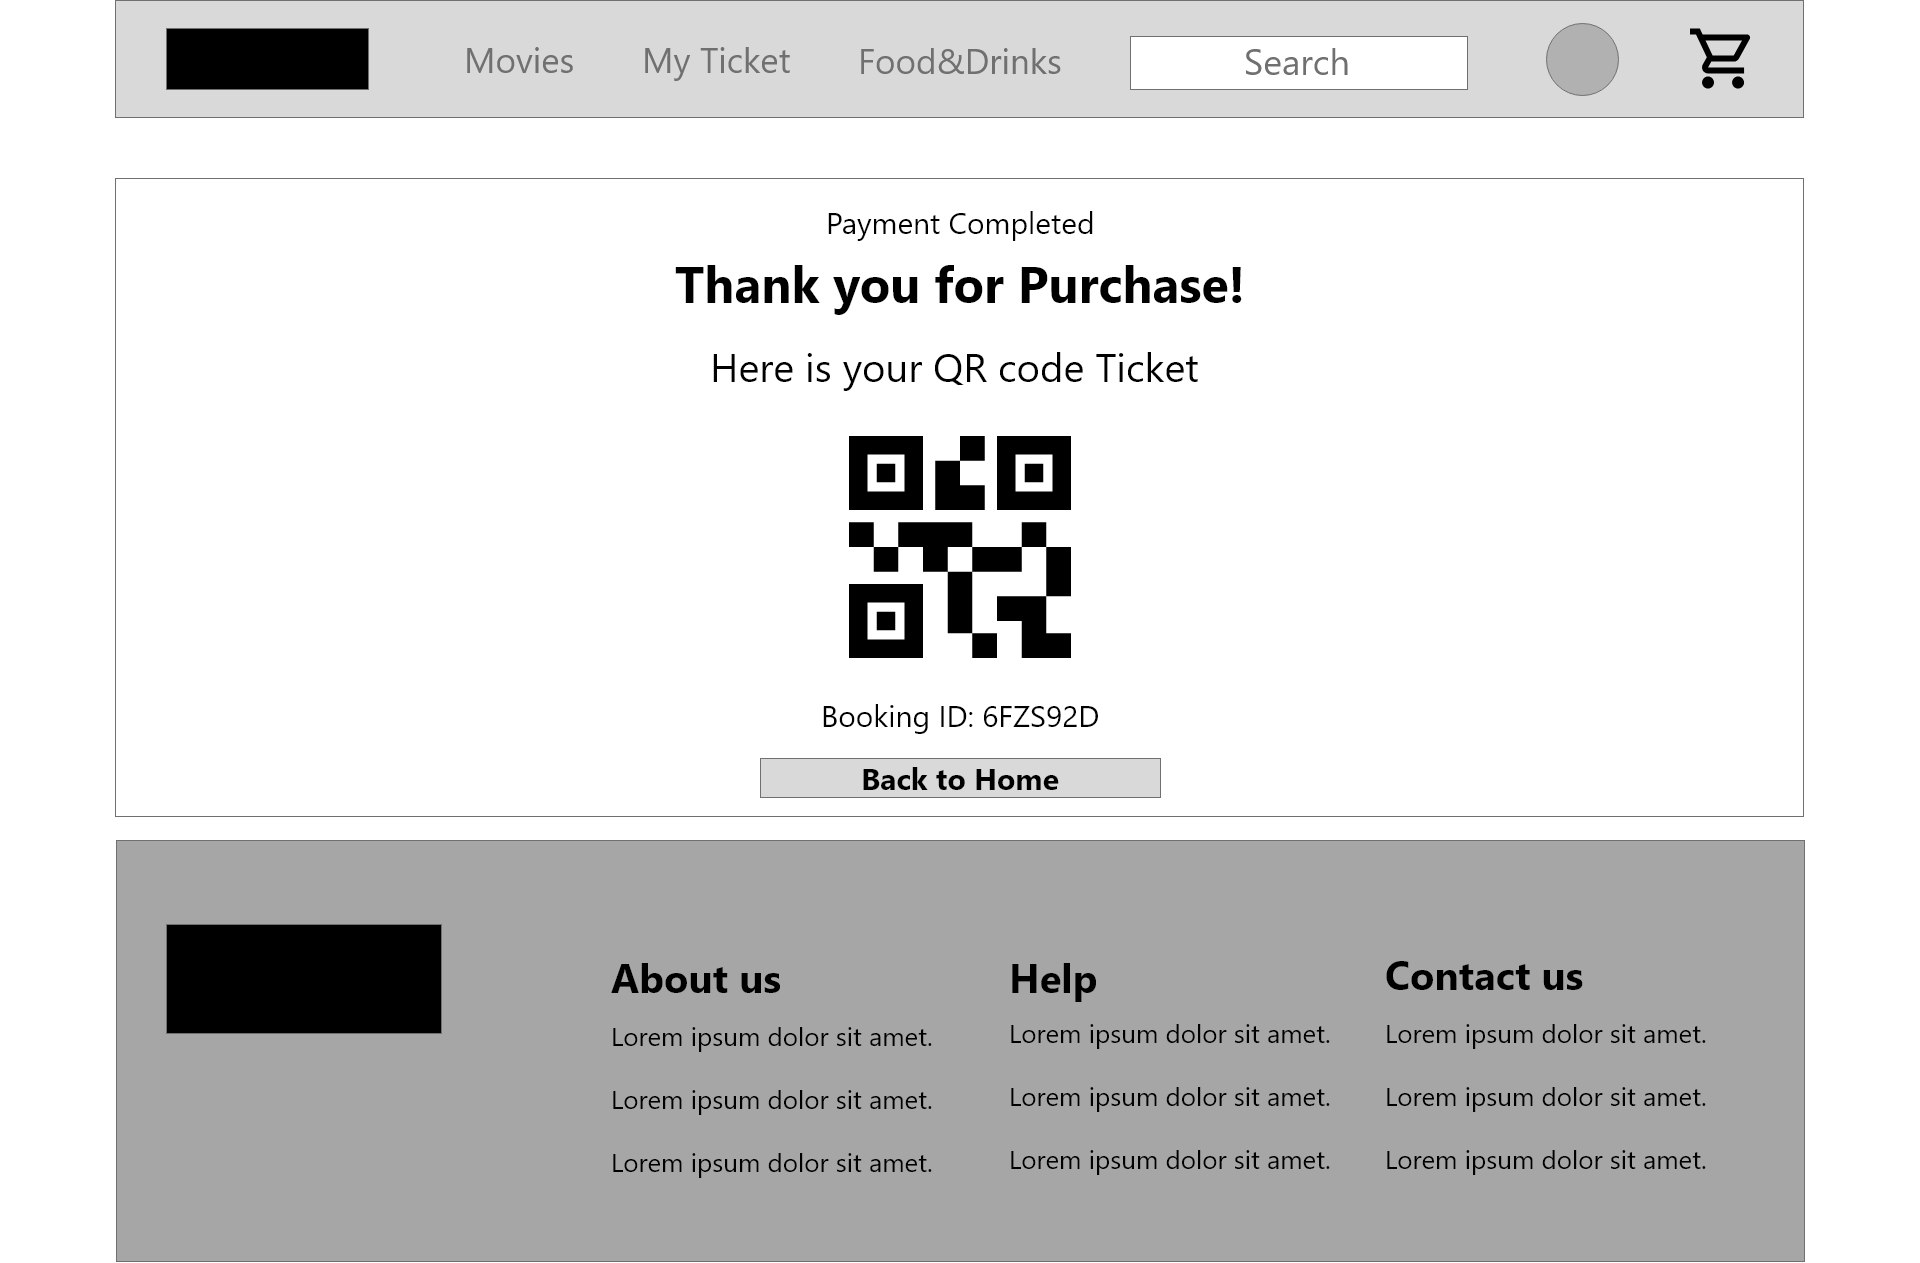 Movies My Ticket Food&Drinks Search
Payment Completed
Thank you for Purchase!
Here is your QR code Ticket
Booking ID: 6FZS92D
Back to Home
About us
Lorem ipsum dolor sit amet.
Lorem ipsum dolor sit amet.
Lorem ipsum dolor sit amet.
Help
Lorem ipsum dolor sit amet.
Lorem ipsum dolor sit amet.
Lorem ipsum dolor sit amet.
Contact us
Lorem ipsum dolor sit amet.
Lorem ipsum dolor sit amet.
Lorem ipsum dolor sit amet.